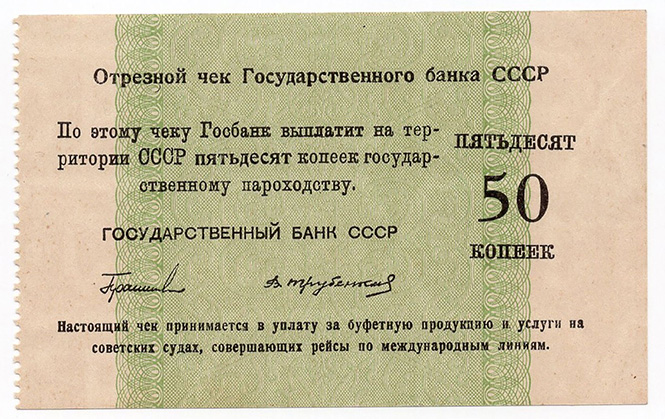 Отрезной чек Государственного банка СССР
По этому чеку Госбанк выплатит на тер-
ритории СССР пятьдесят копеек государ-
ственному пароходству.
ПЯТЬДЕСЯТ
50
КОПЕЕК
ГОСУДАРСТВЕННЫЙ БАНК СССР
Настоящий чек принимается в уплату за буфетную продукцию и услуги на
советских судах, совершающих рейсы по международным линиям.